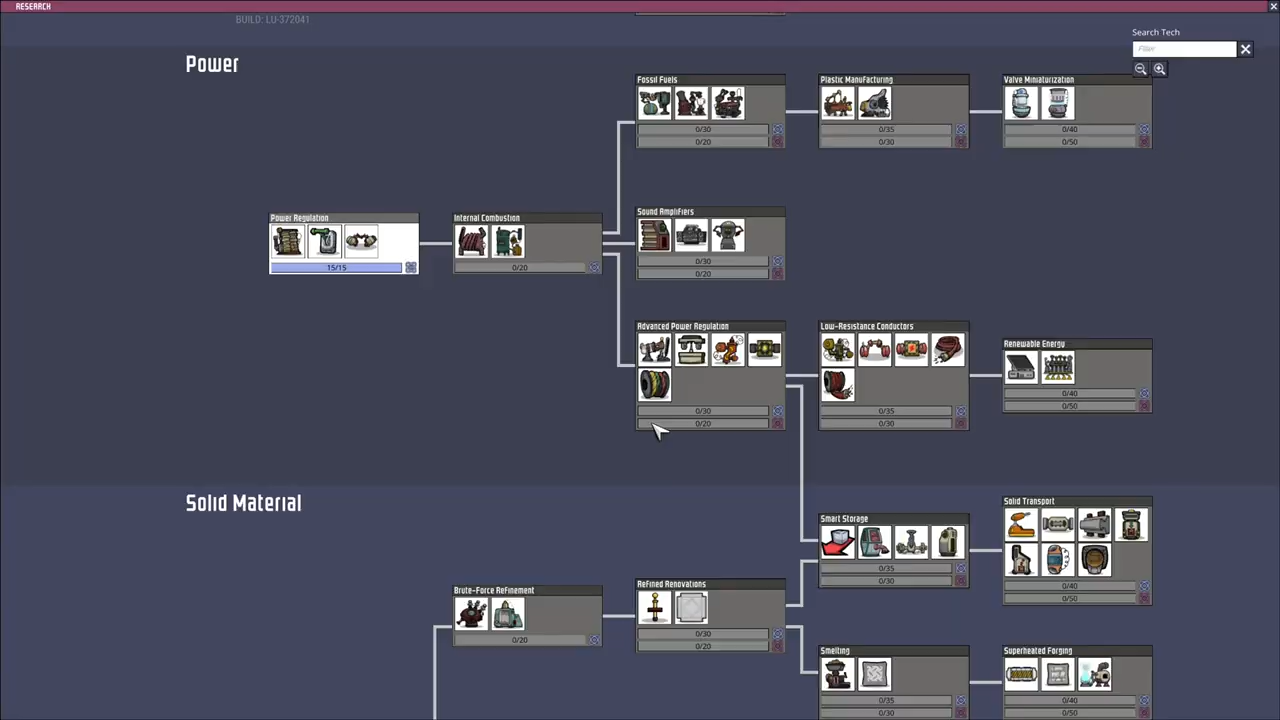 RESEARCH
BUILD: LU-372041
Search Tech
Filter
Power
Fossil Fuels
0/30
0/20
Plastic Manufacturing
0/35
0/30
Valve Miniaturization
0/40
0/50
Power Regulation
15/15
Internal Combustion
0/20
Sound Amplifiers
0/30
0/20
Advanced Power Regulation
0/30
0/20
Low-Resistance Conductors
0/35
0/30
Renewable Energy
0/40
0/50
Solid Material
Smart Storage
0/35
0/30
Solid Transport
0/40
0/50
Brute-Force Refinement
0/20
Refined Renovations
0/30
0/20
Smelting
0/35
0/30
Superheated Forging
0/40
0/50